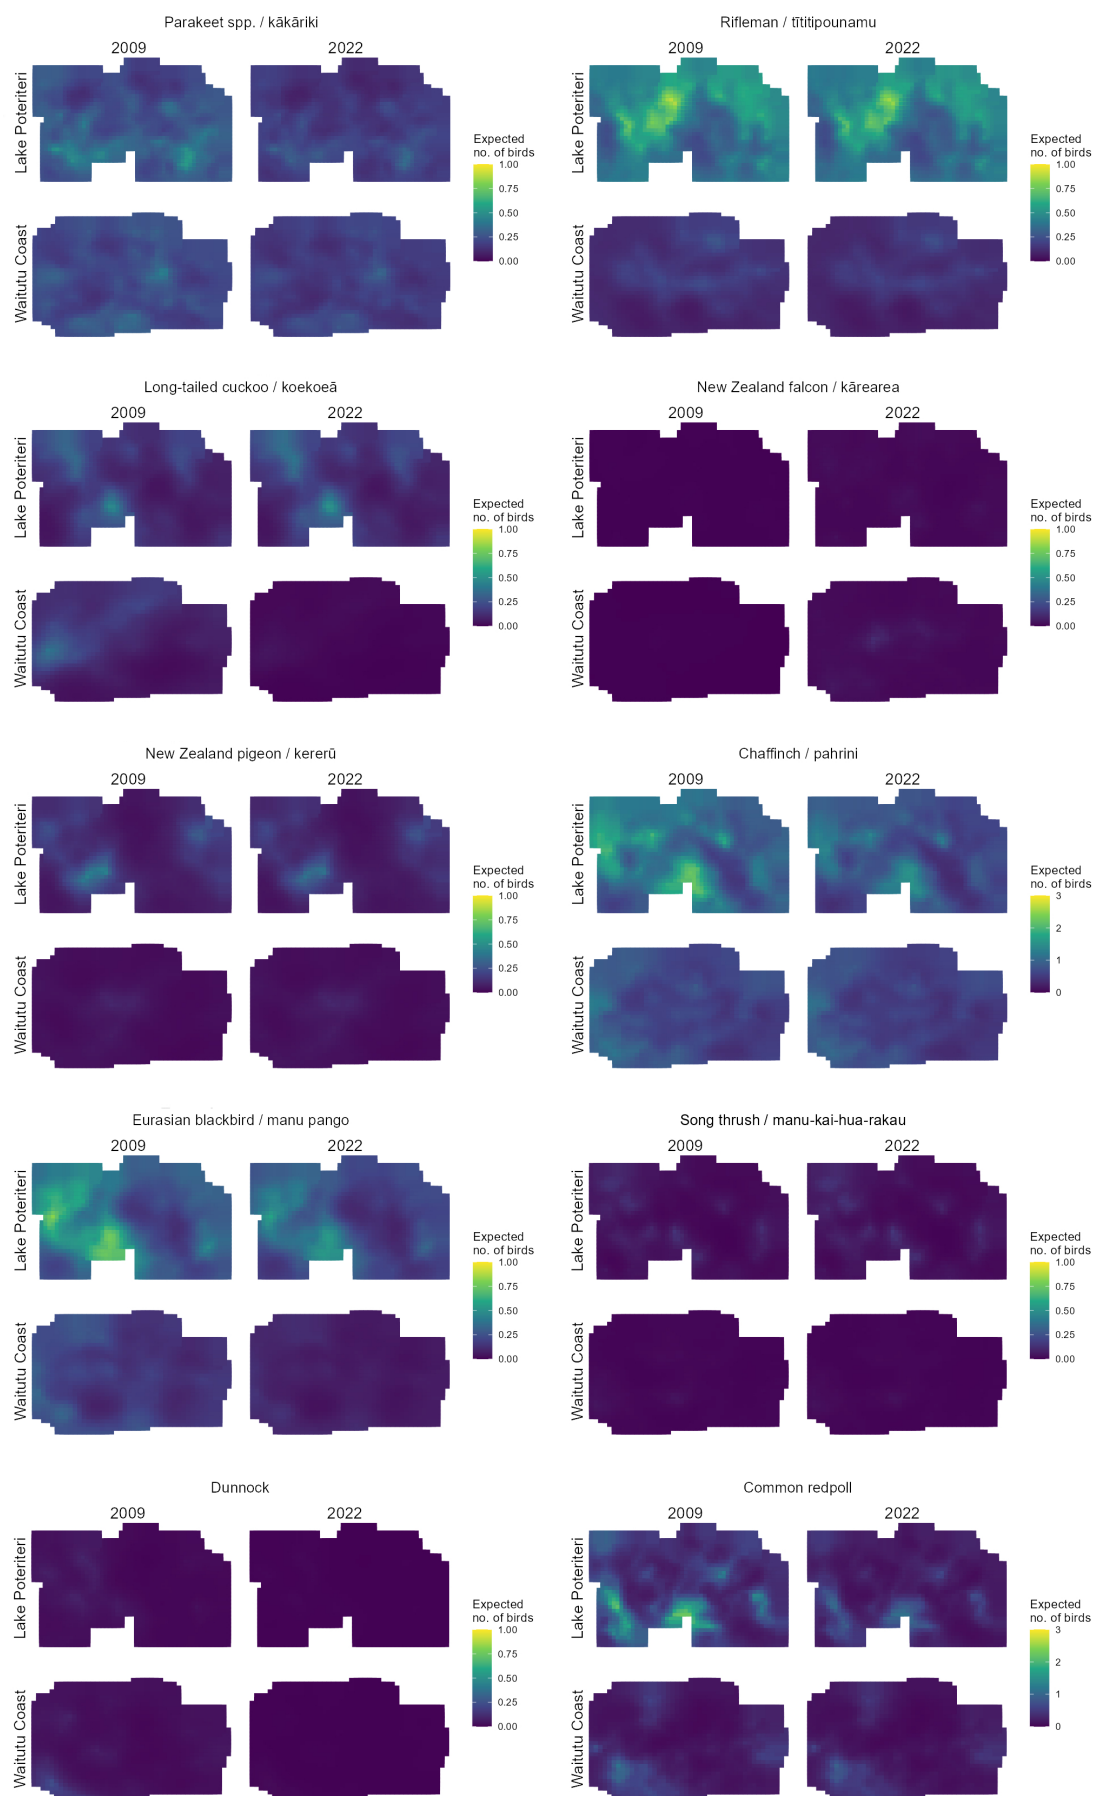 Parakeet spp. / kākāriki
2009
2022
Lake Poteriteri
Waitutu Coast
Expected
no. of birds
1.00
0.75
0.50
0.25
0.00
Rifleman / tītitipounamu
2009
2022
Lake Poteriteri
Waitutu Coast
Expected
no. of birds
1.00
0.75
0.50
0.25
0.00
Long-tailed cuckoo / koekoeā
2009
2022
Lake Poteriteri
Waitutu Coast
Expected
no. of birds
1.00
0.75
0.50
0.25
0.00
New Zealand falcon / kārearea
2009
2022
Lake Poteriteri
Waitutu Coast
Expected
no. of birds
1.00
0.75
0.50
0.25
0.00
New Zealand pigeon / kererū
2009
2022
Lake Poteriteri
Waitutu Coast
Expected
no. of birds
1.00
0.75
0.50
0.25
0.00
Chaffinch / pahrini
2009
2022
Lake Poteriteri
Waitutu Coast
Expected
no. of birds
3
2
1
0
Eurasian blackbird / manu pango
2009
2022
Lake Poteriteri
Waitutu Coast
Expected
no. of birds
1.00
0.75
0.50
0.25
0.00
Song thrush / manu-kai-hua-rakau
2009
2022
Lake Poteriteri
Waitutu Coast
Expected
no. of birds
1.00
0.75
0.50
0.25
0.00
Dunnock
2009
2022
Lake Poteriteri
Waitutu Coast
Expected
no. of birds
1.00
0.75
0.50
0.25
0.00
Common redpoll
2009
2022
Lake Poteriteri
Waitutu Coast
Expected
no. of birds
3
2
1
0